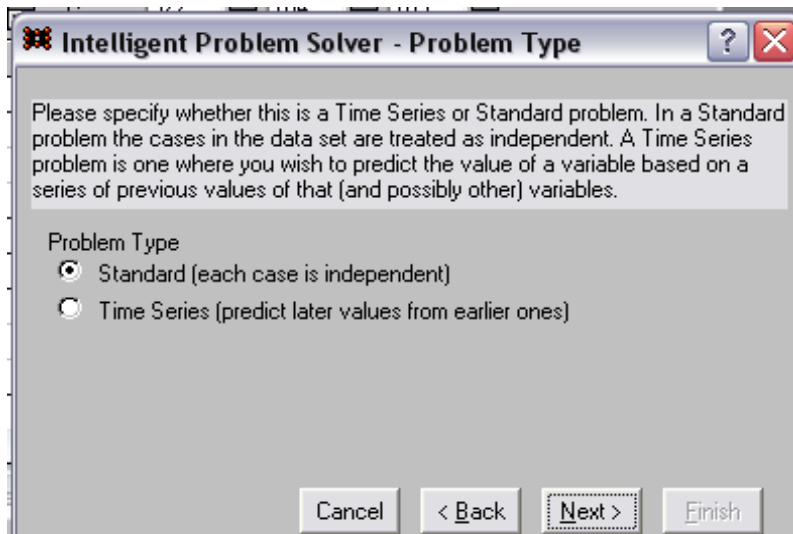 Intelligent Problem Solver - Problem Type
Please specify whether this is a Time Series or Standard problem. In a Standard
problem the cases in the data set are treated as independent. A Time Series
problem is one where you wish to predict the value of a variable based on a
series of previous values of that (and possibly other) variables.
Problem Type
Standard (each case is independent)
Time Series (predict later values from earlier ones)
Cancel < Back Next > Finish